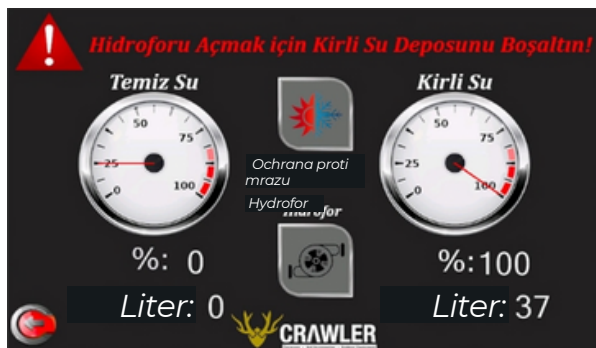 Hidroforu Açmak için Kirli Su Deposunu Boşaltın!
Temiz Su
Kirli Su
50
75
25
0
100
50
75
25
0
100
Ochrana proti
mrazu
Hydrofor
Hidrofor
%: 0
%:100
Liter: 0
Liter: 37
CRAWLER